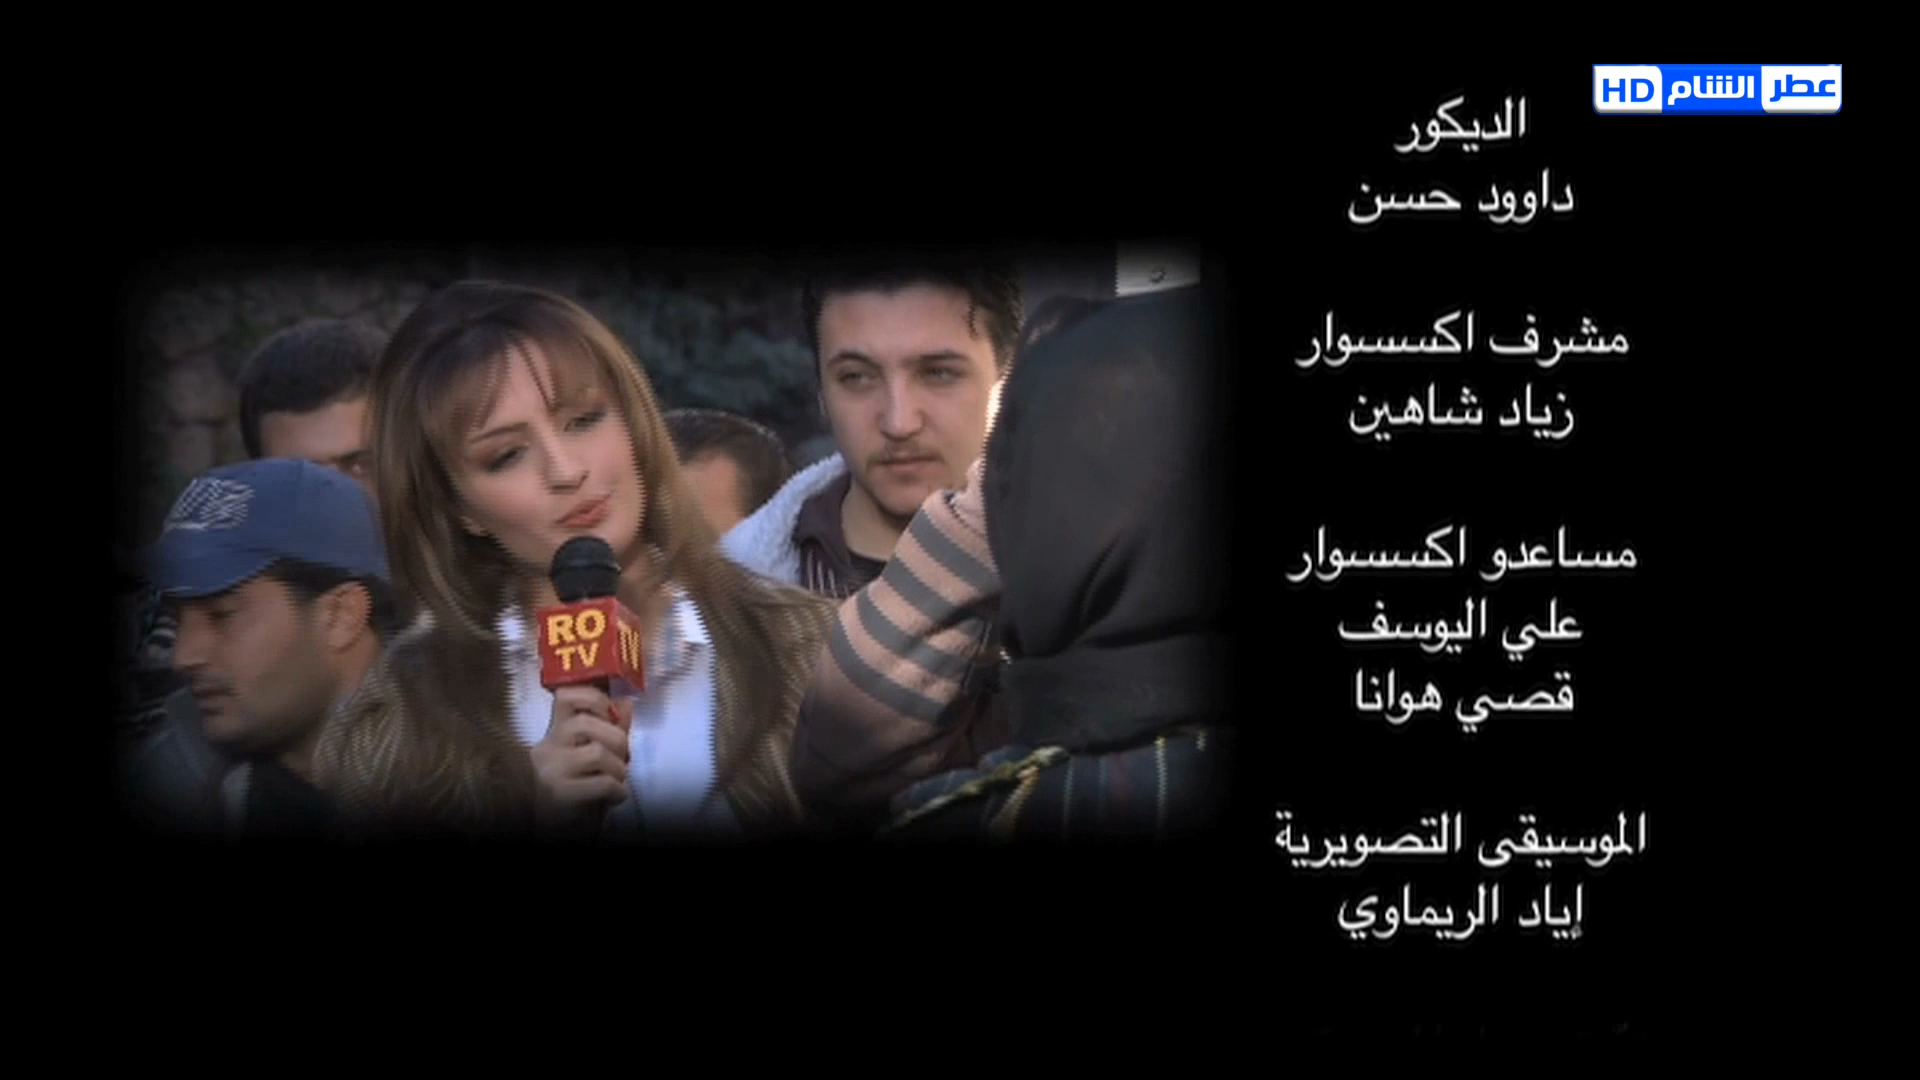 عطر الشام HD
الديكور
داوود حسن
مشرف اكسسوار
زياد شاهين
مساعدو اكسسوار
علي اليوسف
قصي هوانا
الموسيقى التصويرية
إياد الريماوي
RO
TV
TV